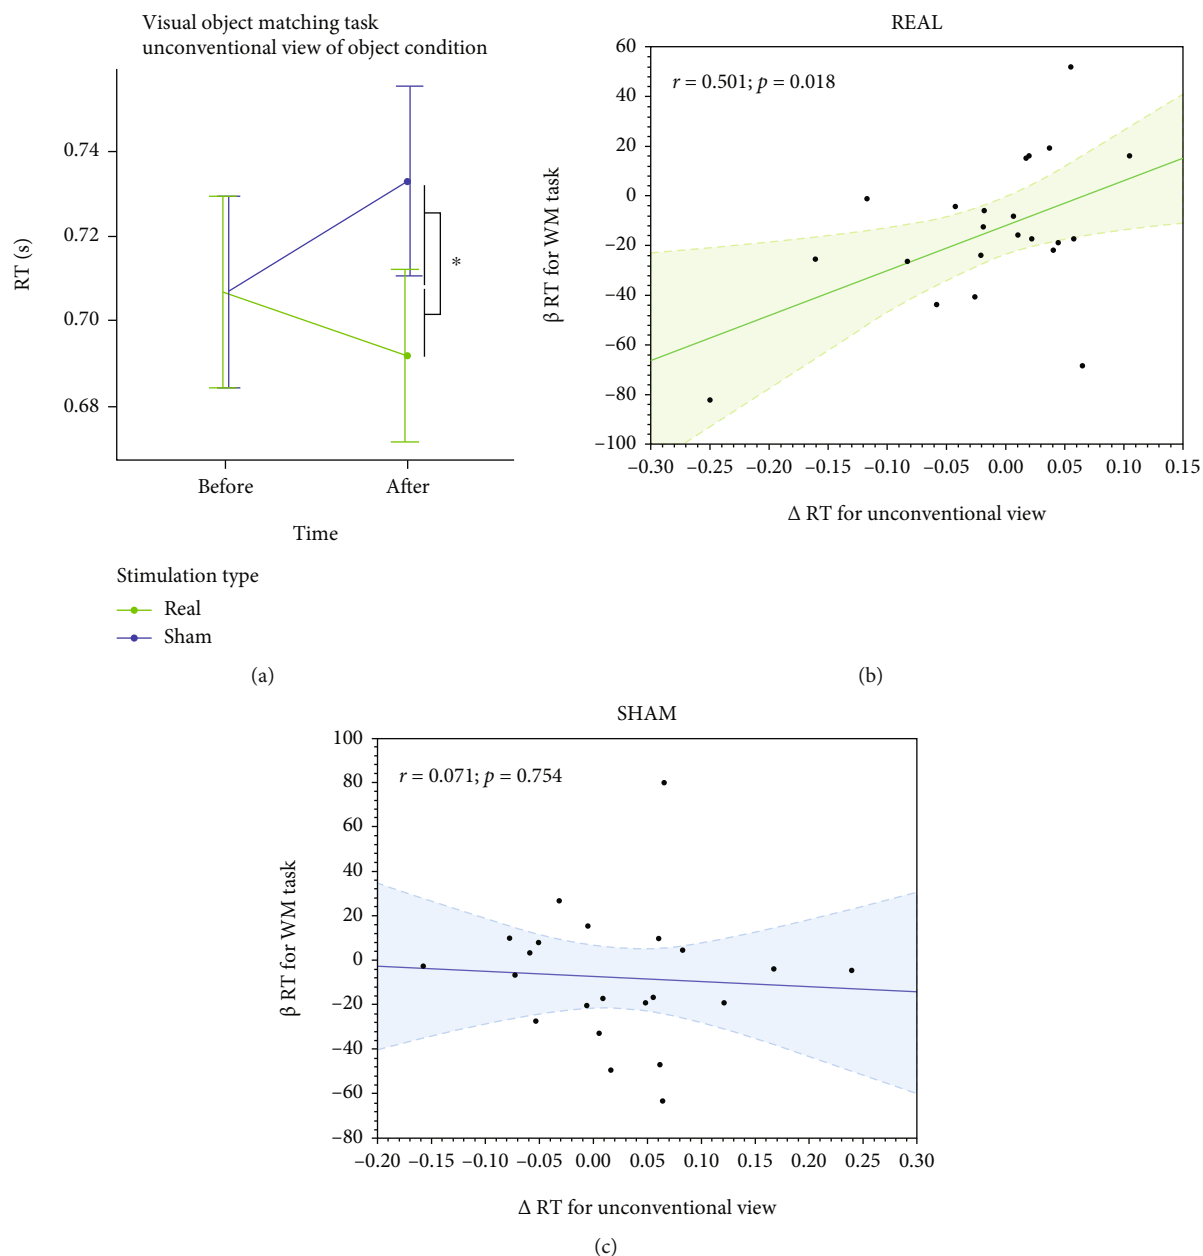 Visual object matching task
unconventional view of object condition
0.74
0.72
0.70
0.68
RT (s)
*
Before
After
Time
Stimulation type
Real
Sham
(a)
REAL
r = 0.501; p = 0.018
60
40
20
0
−20
−40
−60
−80
−100
β RT for WM task
−0.30 −0.25 −0.20 −0.15 −0.10 −0.05 0.00 0.05 0.10 0.15
Δ RT for unconventional view
(b)
SHAM
r = 0.071; p = 0.754
100
80
60
40
20
0
−20
−40
−60
−80
β RT for WM task
−0.20 −0.15 −0.10 −0.05 0.00 0.05 0.10 0.15 0.20 0.25 0.30
Δ RT for unconventional view
(c)